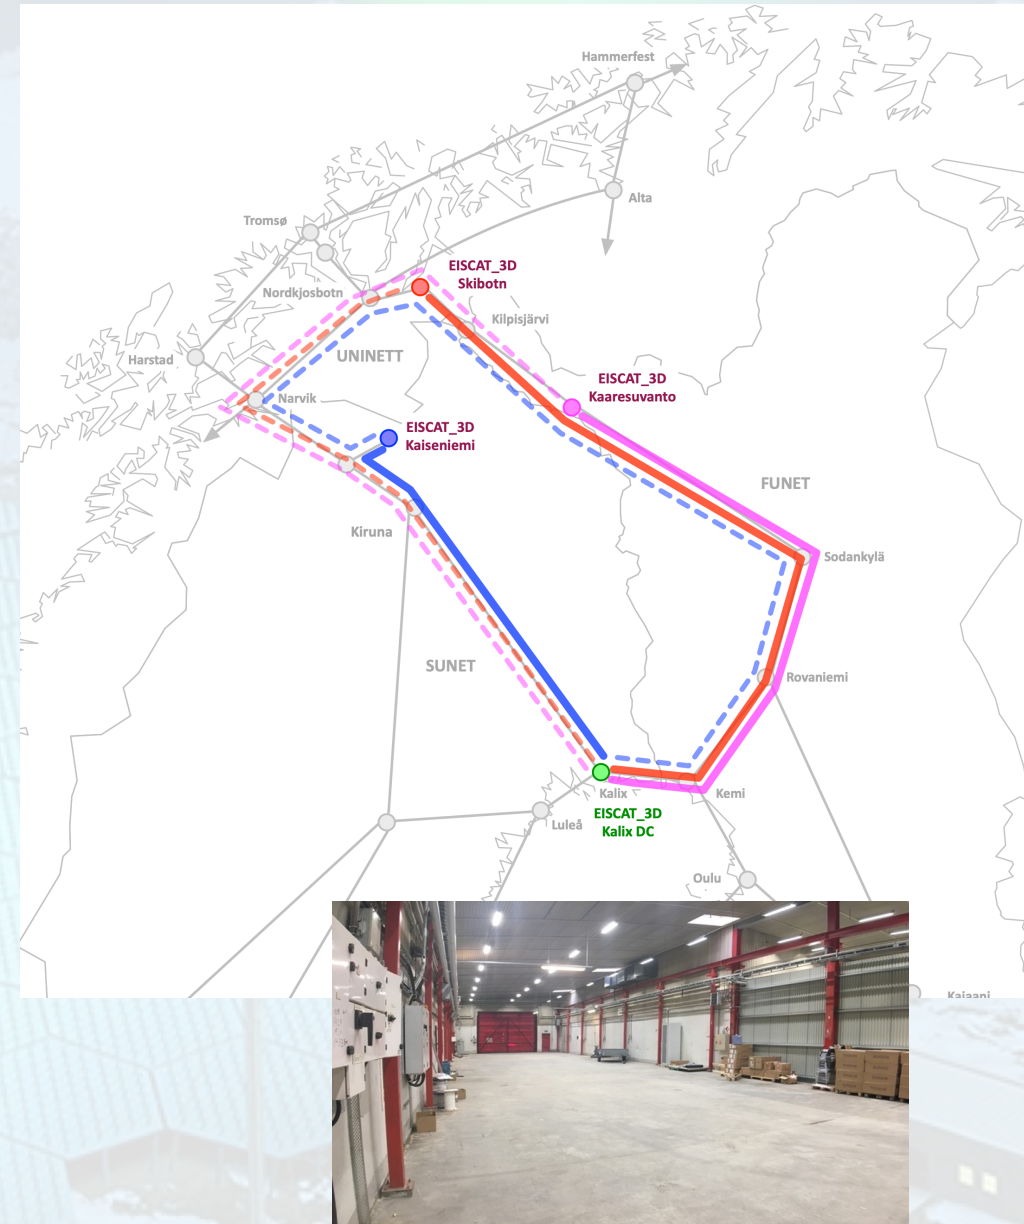 Hammerfest
Alta
Tromsø
EISCAT_3D
Skibotn
Nordkjosbotn
Kilpisjärvi
UNINETT
Harstad
EISCAT_3D
Kaaresuvanto
Narvik
EISCAT_3D
Kaiseniemi
FUNET
Kiruna
Sodankylä
SUNET
Rovaniemi
Kalix
Kemi
EISCAT_3D
Kalix DC
Luleå
Oulu
Kajaani